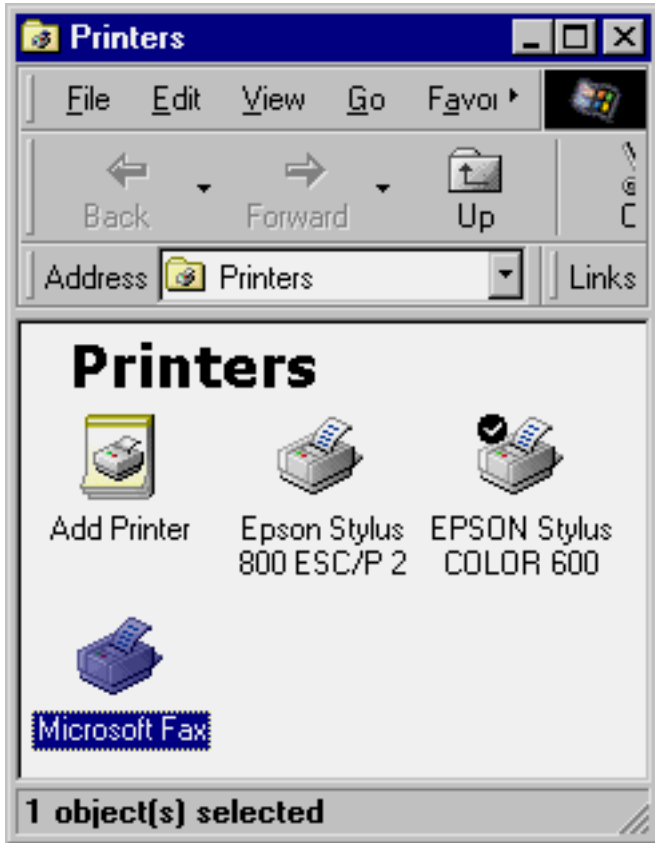 Printers
File Edit View Go Favor
Back Forward Up
Address Printers Links
Printers
Add Printer
Epson Stylus
800 ESC/P 2
EPSON Stylus
COLOR 600
Microsoft Fax
1 object(s) selected